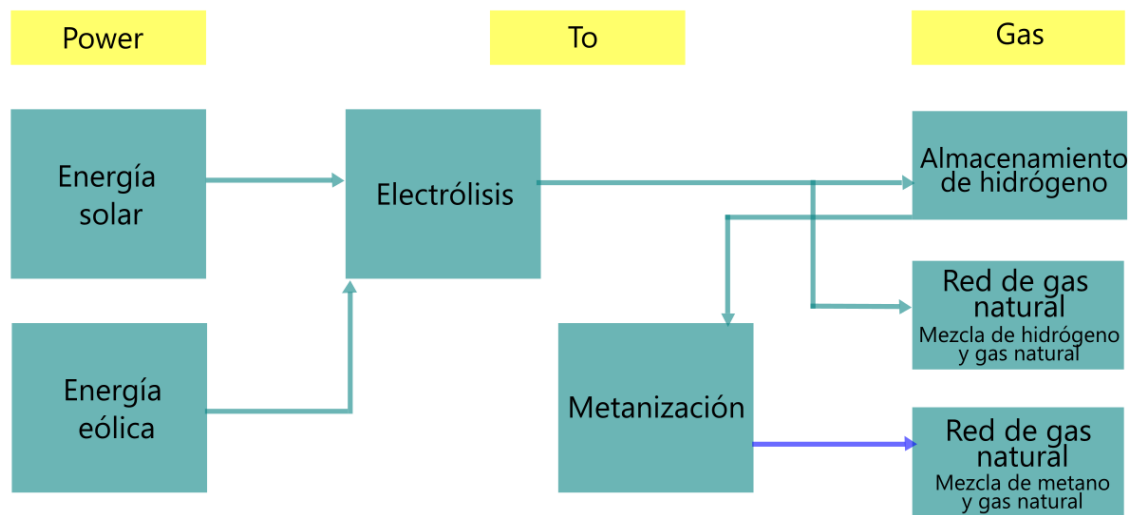 Power
To
Gas
Energía
solar
Electrólisis
Almacenamiento
de hidrógeno
Red de gas
natural
Mezcla de hidrógeno
y gas natural
Energía
eólica
Metanización
Red de gas
natural
Mezcla de metano
y gas natural